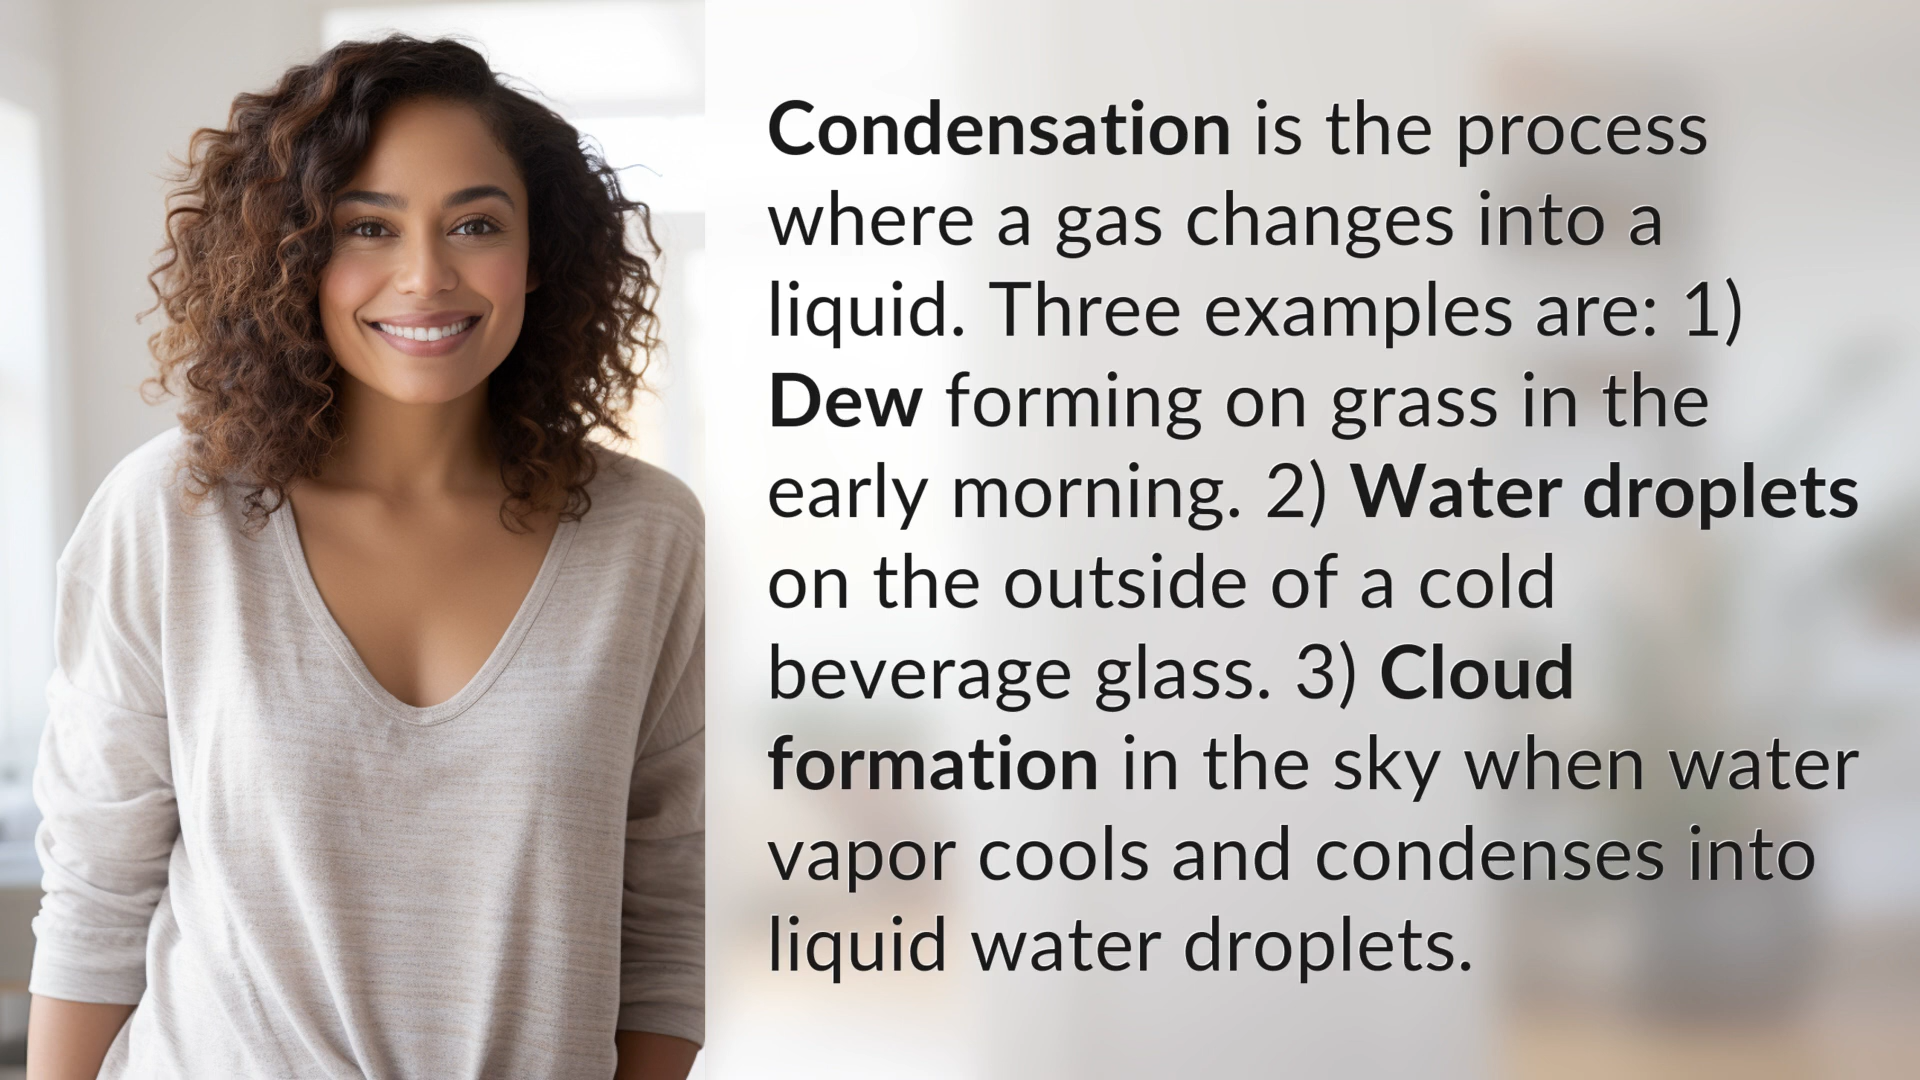 Condensation is the process
where a gas changes into a
liquid. Three examples are: 1)
Dew forming on grass in the
early morning. 2) Water droplets
on the outside of a cold
beverage glass. 3) Cloud
formation in the sky when water
vapor cools and condenses into
liquid water droplets.